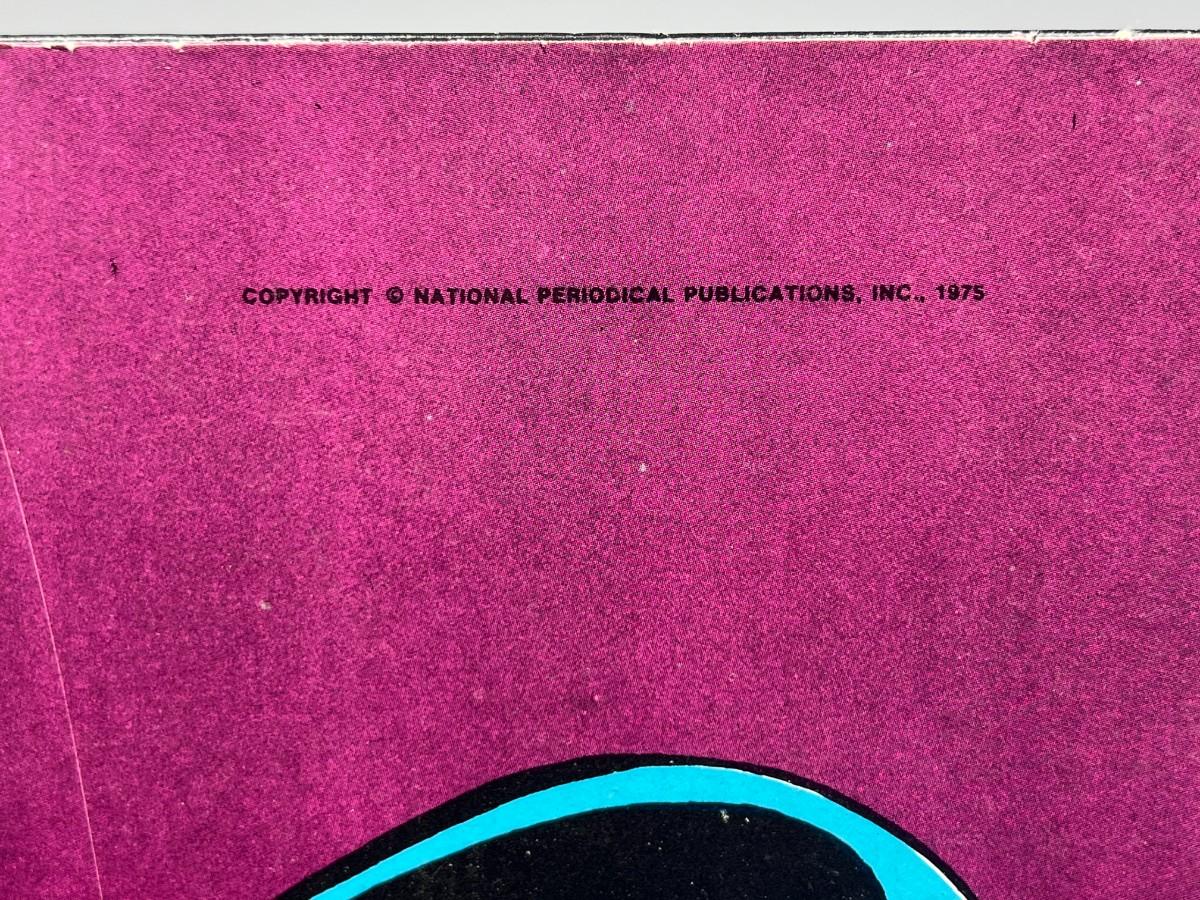 COPYRIGHT © NATIONAL PERIODICAL PUBLICATIONS, INC., 1975